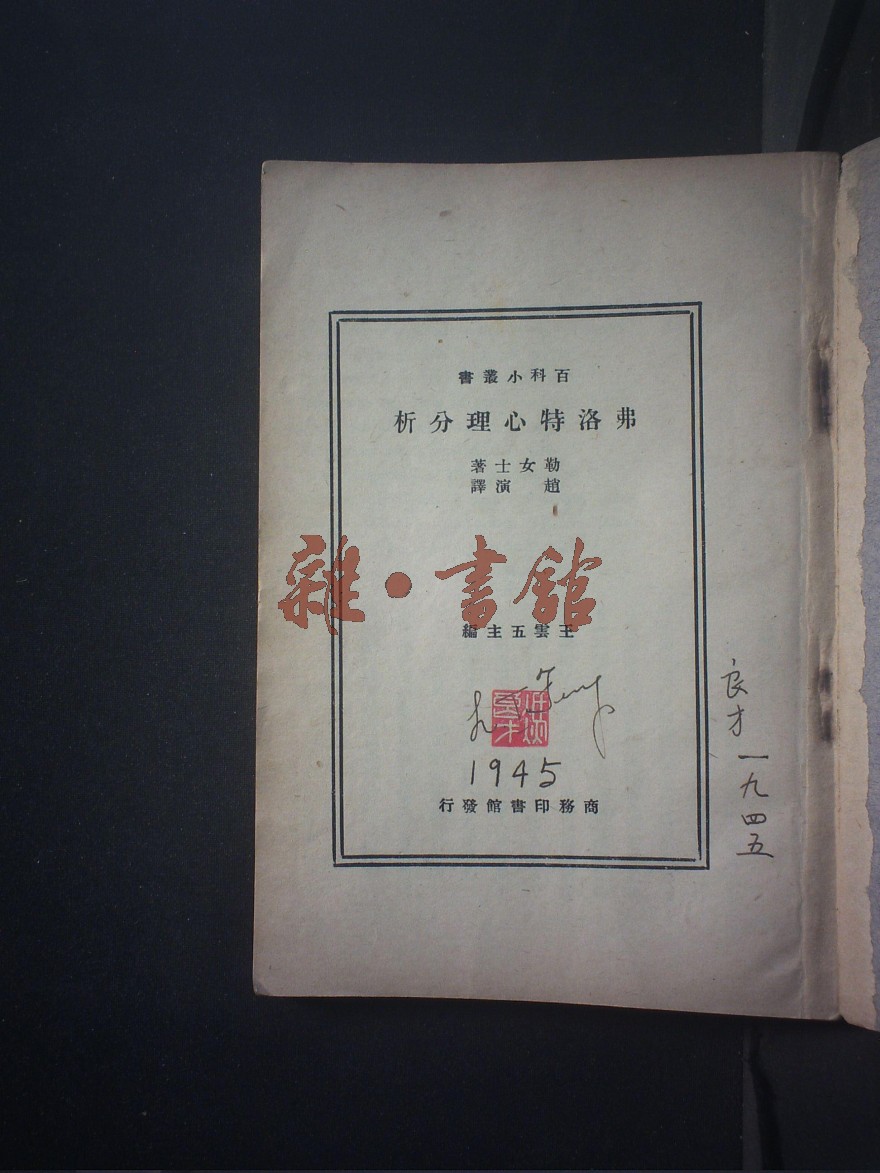 百科小叢書
弗洛特心理分析
勒女士著
趙演譯
雜·書館
王雲五主編
1945
商務印書館發行
良才
一九四五